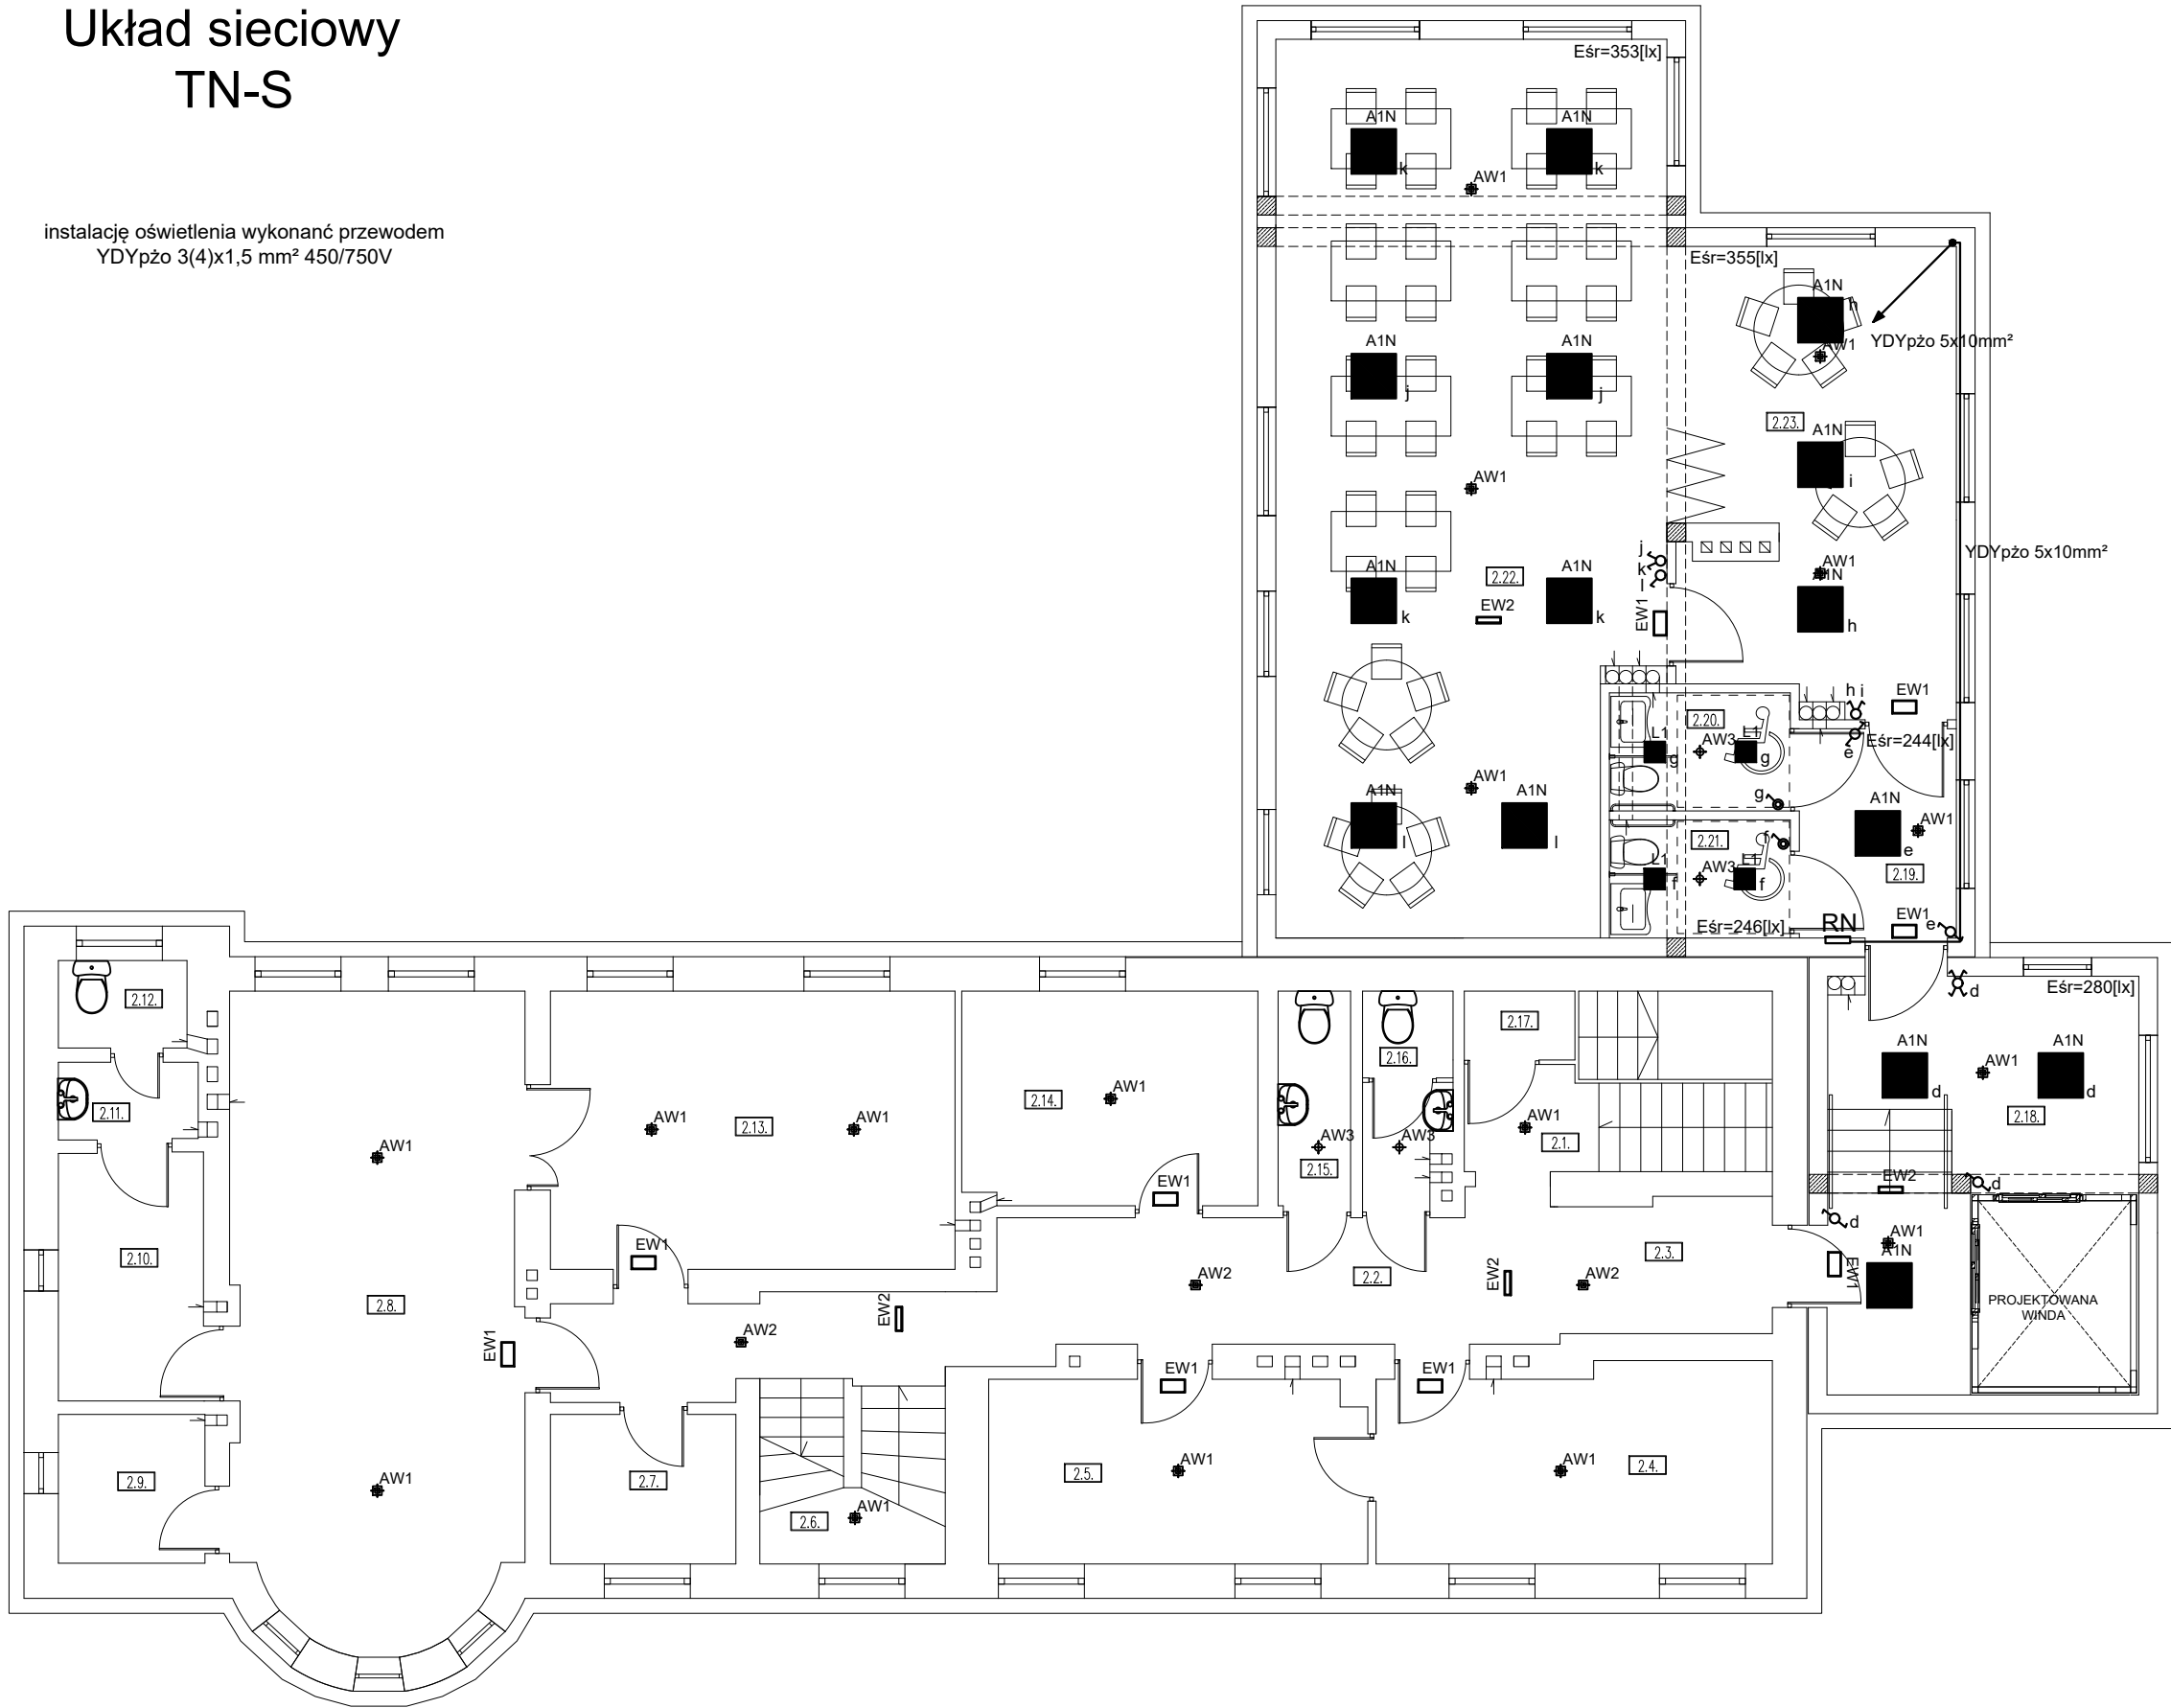 Układ sieciowy
TN-S
instalację oświetlenia wykonanć przewodem
YDYpżo 3(4)x1,5 mm² 450/750V
Eśr=353[lx]
A1N
A1N
k
k
AW1
Eśr=355[lx]
A1N
h
AW1
YDYpżo 5x10mm²
A1N
A1N
j
j
2.23.
A1N
i
AW1
j
k
l
YDYpżo 5x10mm²
AW1
A1N
h
A1N
A1N
2.22.
k
k
EW2
EW1
h i
EW1
2.20.
L1
AW3
L1
g
g
e
Eśr=244[lx]
g
AW1
A1N
A1N
l
l
A1N
AW1
e
2.21.
f
L1
AW3
L1
f
f
2.19.
Eśr=246[lx]
RN
EW1
e
d
Eśr=280[lx]
2.12.
2.17.
2.16.
A1N
AW1
A1N
d
d
2.18.
2.11.
2.14.
AW1
AW1
2.13.
AW1
AW1
AW3
2.15.
AW3
AW1
2.1.
EW1
EW2
d
d
AW1
A1N
EW1
2.10.
EW1
2.8.
AW2
2.2.
EW2
AW2
2.3.
PROJEKTOWANA
WINDA
EW1
AW2
EW2
EW1
EW1
2.9.
AW1
2.7.
2.6.
AW1
2.5.
AW1
AW1
2.4.